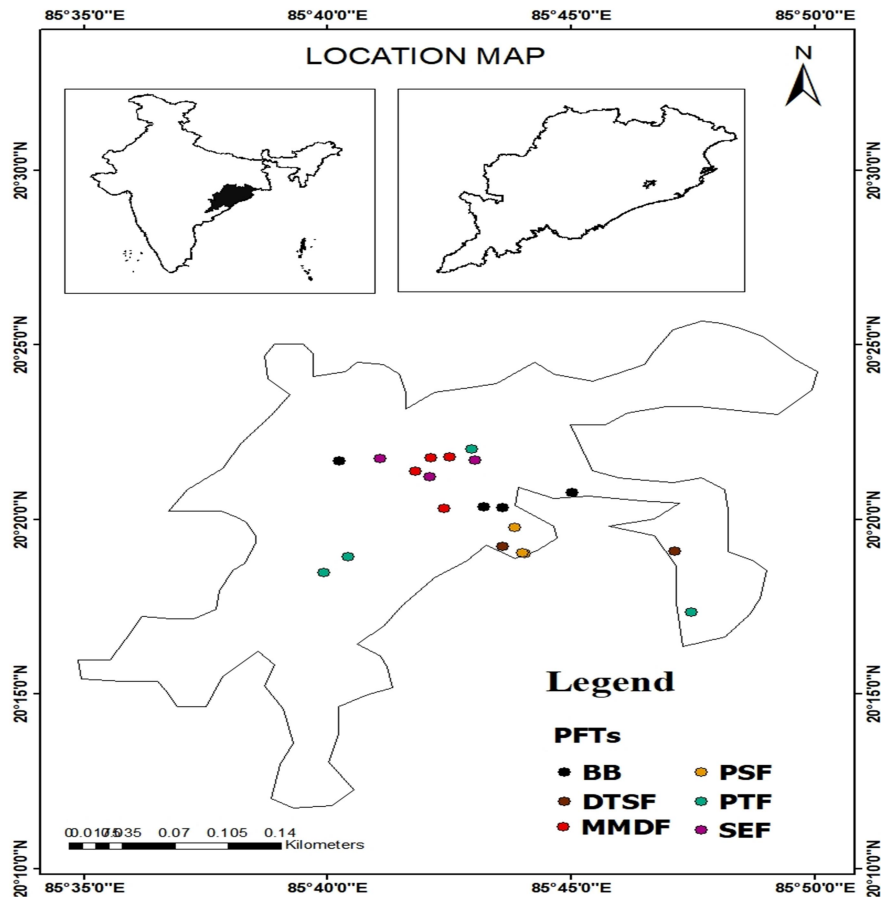 85°35'0"E 85°40'0"E 85°45'0"E 85°50'0"E
LOCATION MAP
N
20°30'0"N 20°30'0"N
20°25'0"N 20°25'0"N
20°20'0"N 20°20'0"N
20°15'0"N 20°15'0"N
20°10'0"N 20°10'0"N
Legend
PFTs
BB PSF
DTSF PTF
MMDF SEF
0.035 0.07 0.105 0.14
Kilometers
85°35'0"E 85°40'0"E 85°45'0"E 85°50'0"E